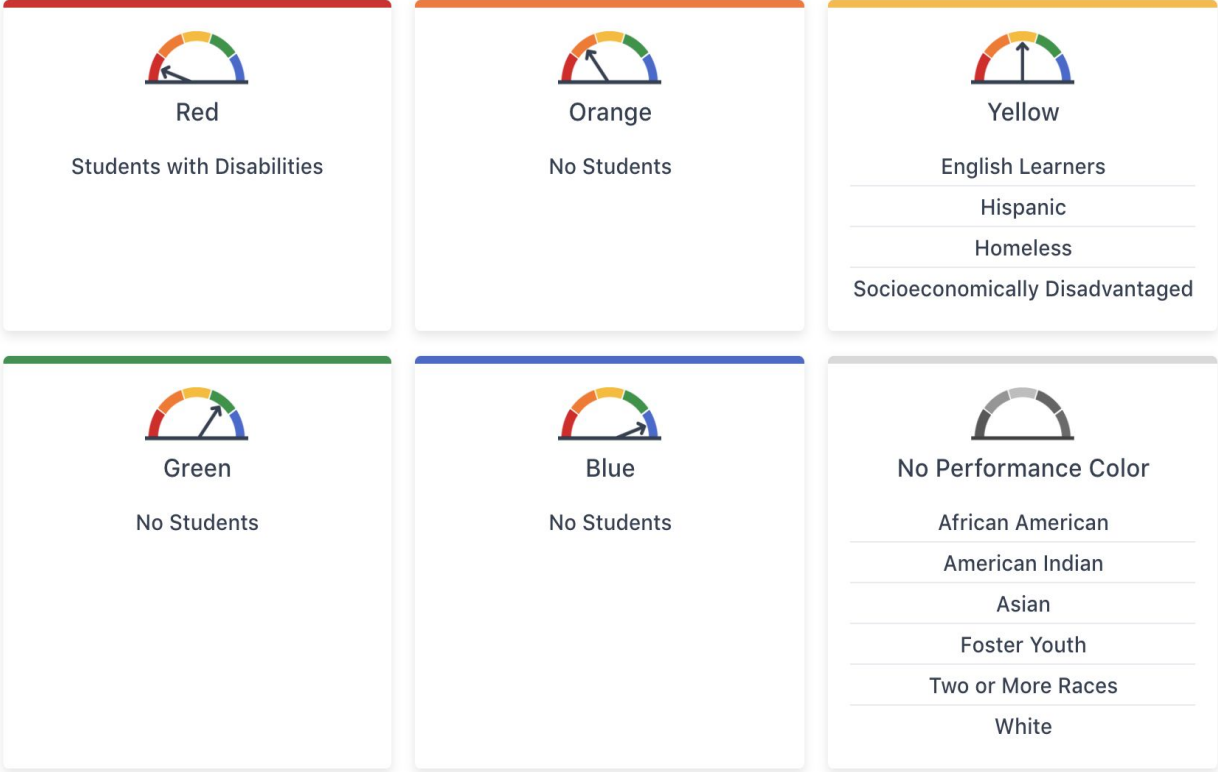 Red
Students with Disabilities
Orange
No Students
Yellow
English Learners
Hispanic
Homeless
Socioeconomically Disadvantaged
Green
No Students
Blue
No Students
No Performance Color
African American
American Indian
Asian
Foster Youth
Two or More Races
White